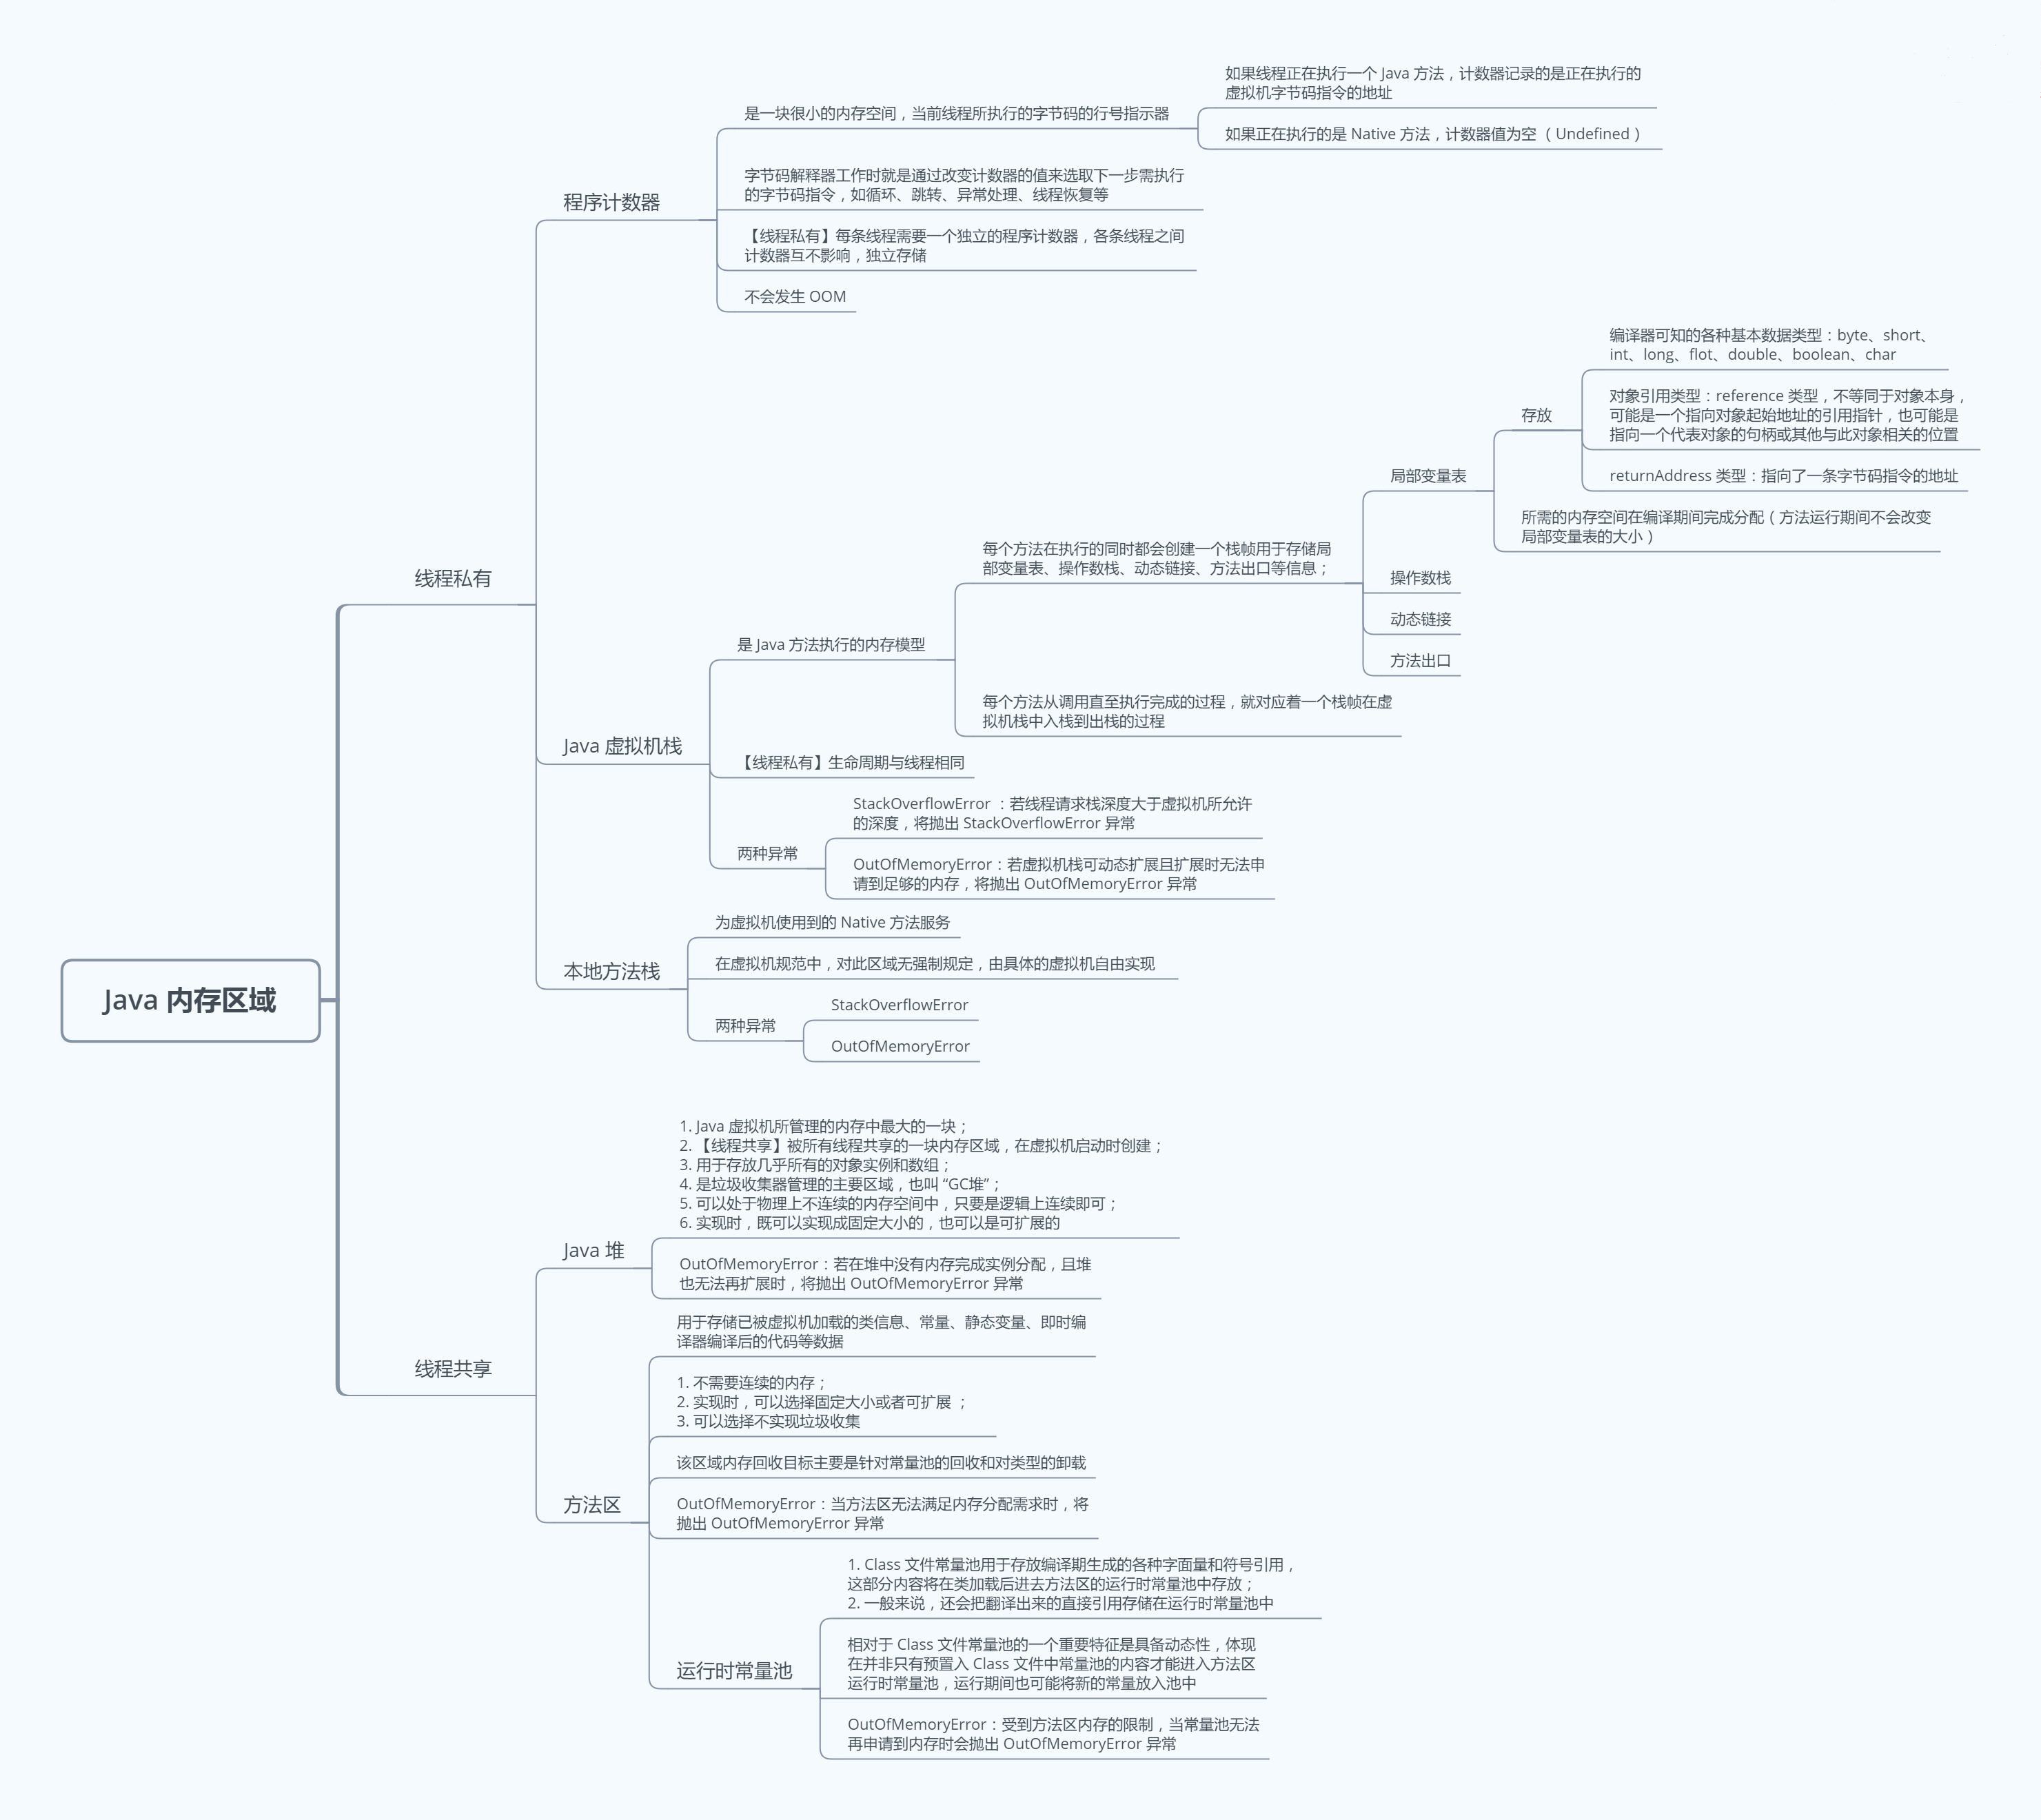 Java 内存区域
线程私有
程序计数器
是一块很小的内存空间，当前线程所执行的字节码的行号指示器
如果线程正在执行一个 Java 方法，计数器记录的是正在执行的
虚拟机字节码指令的地址
如果正在执行的是 Native 方法，计数器值为空 （ Undefined ）
字节码解释器工作时就是通过改变计数器的值来选取下一步需执行
的字节码指令，如循环、跳转、异常处理、线程恢复等
【线程私有】每条线程需要一个独立的程序计数器，各条线程之间
计数器互不影响，独立存储
不会发生 OOM
Java 虚拟机栈
是 Java 方法执行的内存模型
每个方法在执行的同时都会创建一个栈帧用于存储局
部变量表、操作数栈、动态链接、方法出口等信息；
局部变量表
存放
编译器可知的各种基本数据类型：byte、short、
int、long、flot、double、boolean、char
对象引用类型：reference 类型，不等同于对象本身，
可能是一个指向对象起始地址的引用指针，也可能是
指向一个代表对象的句柄或其他与此对象相关的位置
returnAddress 类型：指向了一条字节码指令的地址
所需的内存空间在编译期间完成分配（ 方法运行期间不会改变
局部变量表的大小 ）
操作数栈
动态链接
方法出口
每个方法从调用直至执行完成的过程，就对应着一个栈帧在虚
拟机栈中入栈到出栈的过程
【线程私有】生命周期与线程相同
两种异常
StackOverflowError ：若线程请求栈深度大于虚拟机所允许
的深度，将抛出 StackOverflowError 异常
OutOfMemoryError：若虚拟机栈可动态扩展且扩展时无法申
请到足够的内存，将抛出 OutOfMemoryError 异常
本地方法栈
为虚拟机使用到的 Native 方法服务
在虚拟机规范中，对此区域无强制规定，由具体的虚拟机自由实现
两种异常
StackOverflowError
OutOfMemoryError
线程共享
Java 堆
1. Java 虚拟机所管理的内存中最大的一块；
2. 【线程共享】被所有线程共享的一块内存区域，在虚拟机启动时创建；
3. 用于存放几乎所有的对象实例和数组；
4. 是垃圾收集器管理的主要区域，也叫 “GC堆”；
5. 可以处于物理上不连续的内存空间中，只要是逻辑上连续即可；
6. 实现时，既可以实现成固定大小的，也可以是可扩展的
OutOfMemoryError：若在堆中没有内存完成实例分配，且堆
也无法再扩展时，将抛出 OutOfMemoryError 异常
方法区
用于存储已被虚拟机加载的类信息、常量、静态变量、即时编
译器编译后的代码等数据
1. 不需要连续的内存；
2. 实现时，可以选择固定大小或者可扩展 ；
3. 可以选择不实现垃圾收集
该区域内存回收目标主要是针对常量池的回收和对类型的卸载
OutOfMemoryError：当方法区无法满足内存分配需求时，将
抛出 OutOfMemoryError 异常
运行时常量池
1. Class 文件常量池用于存放编译期生成的各种字面量和符号引用，
这部分内容将在类加载后进去方法区的运行时常量池中存放；
2. 一般来说，还会把翻译出来的直接引用存储在运行时常量池中
相对于 Class 文件常量池的一个重要特征是具备动态性，体现
在并非只有预置入 Class 文件中常量池的内容才能进入方法区
运行时常量池，运行期间也可能将新的常量放入池中
OutOfMemoryError：受到方法区内存的限制，当常量池无法
再申请到内存时会抛出 OutOfMemoryError 异常